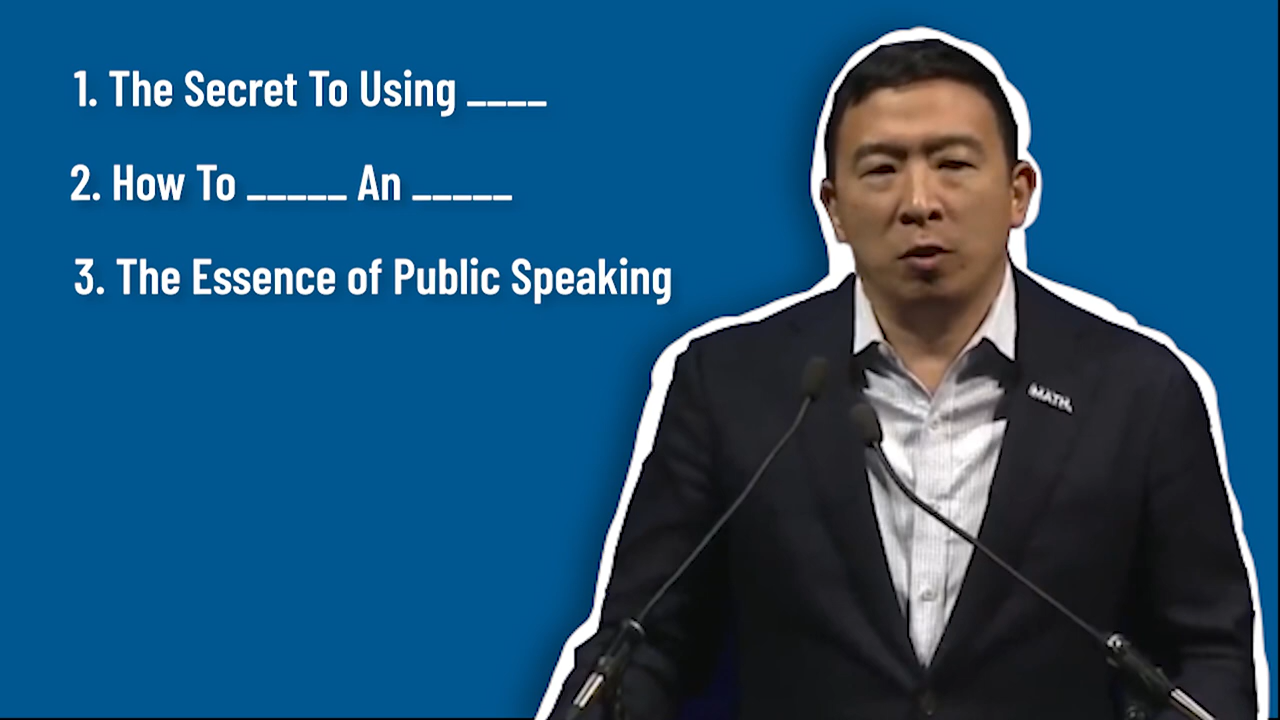 1. The Secret To Using ____
2. How To _____ An _____
3. The Essence of Public Speaking
MATH.